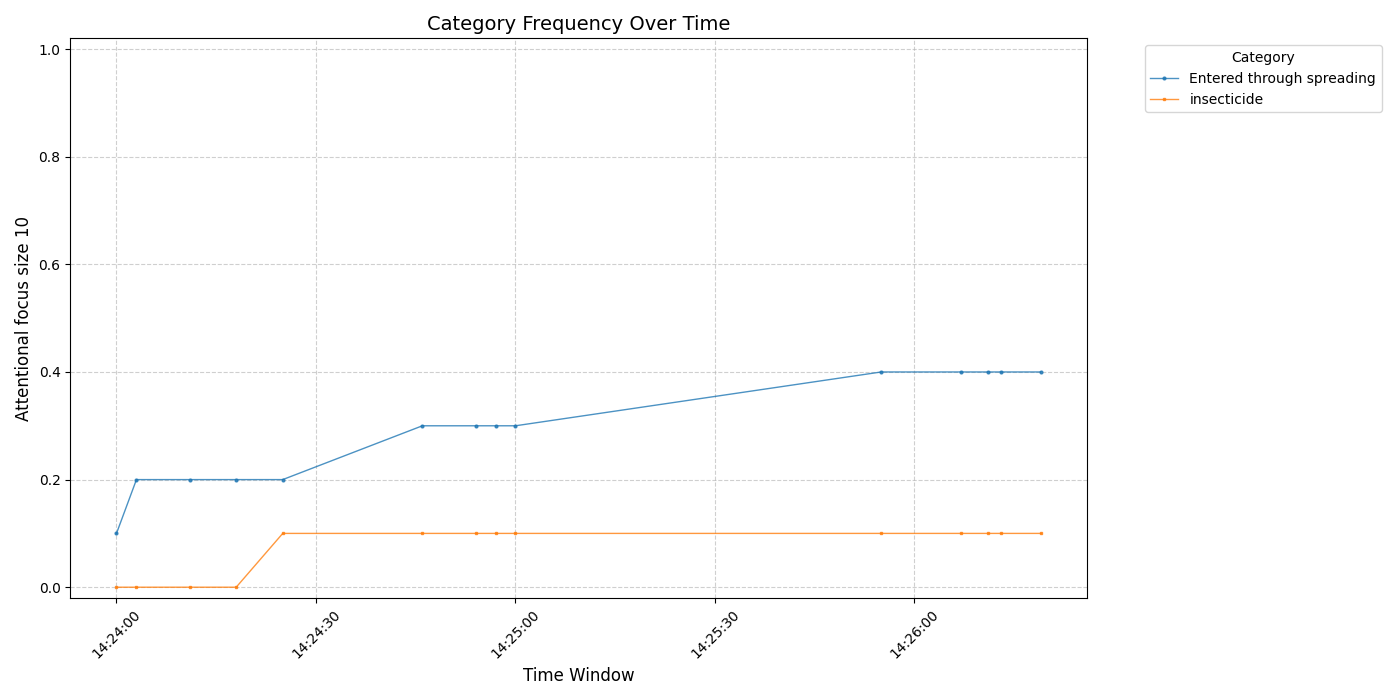 Category Frequency Over Time
Category
Entered through spreading
insecticide
Attentional focus size 10
1.0
0.8
0.6
0.4
0.2
0.0
14:24:00
14:24:30
14:25:00
14:25:30
14:26:00
Time Window